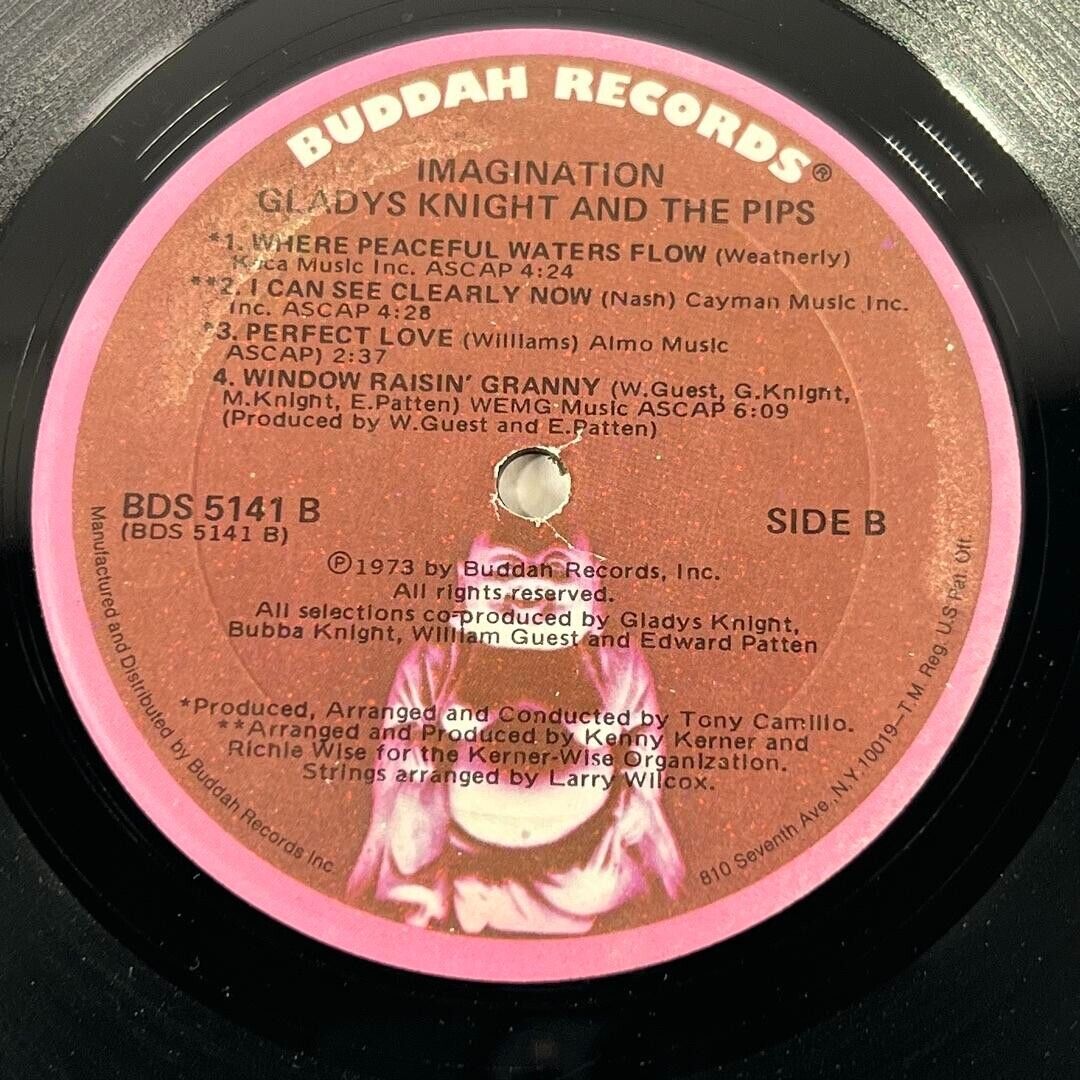 BUDDAH RECORDS®
IMAGINATION
GLADYS KNIGHT AND THE PIPS
*1. WHERE PEACEFUL WATERS FLOW (Weatherly)
Music Inc. ASCAP 4:24
**2. I CAN SEE CLEARLY NOW (Nash) Cayman Music Inc.
Inc. ASCAP 4:28
*3. PERFECT LOVE (Williams) Almo Music
ASCAP) 2:37
4. WINDOW RAISIN' GRANNY (W.Guest, G.Knight,
M.Knight, E.Patten) WEMG Music ASCAP 6:09
(Produced by W.Guest and E.Patten)
BDS 5141 B
(BDS 5141 B)
SIDE B
℗1973 by Buddah Records, Inc.
All rights reserved.
All selections co-produced by Gladys Knight,
Bubba Knight, William Guest and Edward Patten
*Produced, Arranged and Conducted by Tony Camillo.
**Arranged and Produced by Kenny Kerner and
Richie Wise for the Kerner-Wise Organization.
Strings arranged by Larry Wilcox.
Manufactured and Distributed by Buddah Records Inc.
810 Seventh Ave., N.Y. 10019–T.M. Reg. U.S. Pat. Off.